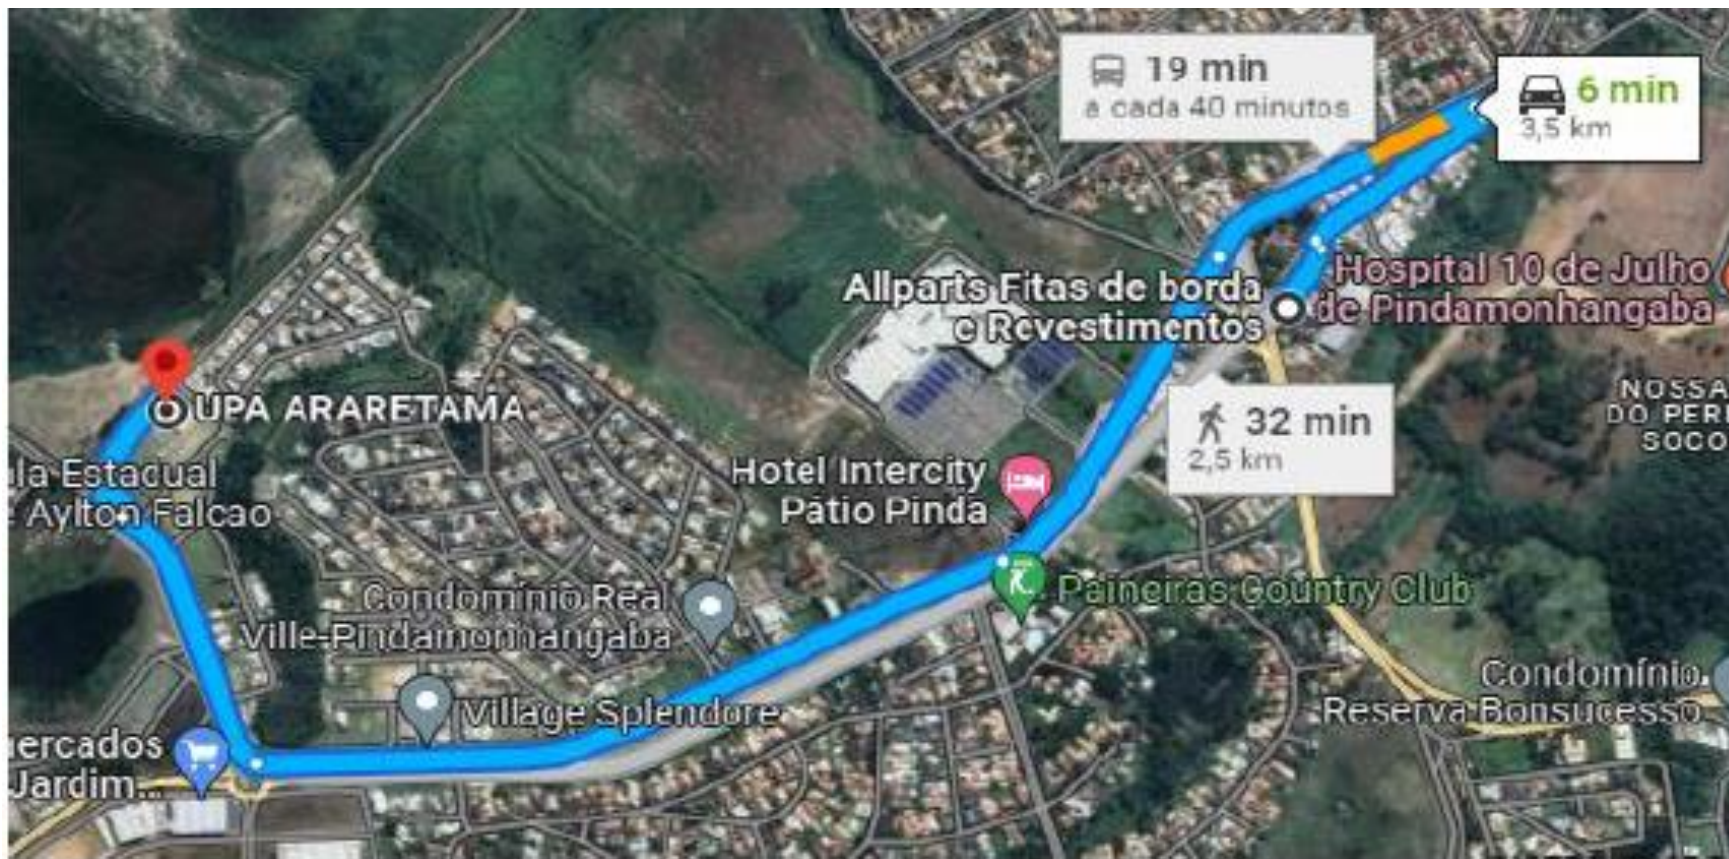 19 min
a cada 40 minutos
6 min
3,5 km
Hospital 10 de Julho
de Pindamonhangaba
Allparts Fitas de borda
e Revestimentos
UPA ARARETAMA
32 min
2,5 km
NOSSA
DO PER
SOCO
la Estadual
Aylton Falcao
Hotel Intercity
Pátio Pinda
Condomínio Real
Ville-Pindamonhangaba
Paineiras Country Club
Village Splendore
Condomínio
Reserva Bonsucesso
ercados
Jardim...